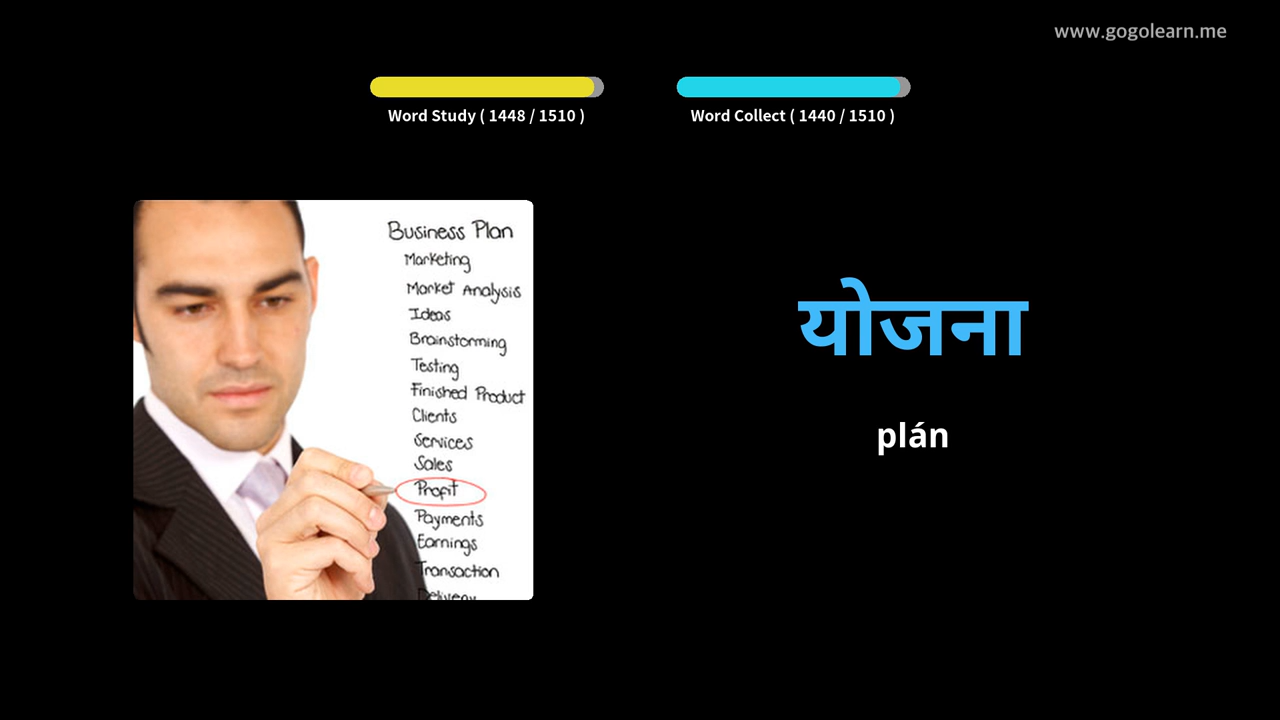 www.gogolearn.me
Word Study ( 1448 / 1510 )
Word Collect ( 1440 / 1510 )
Business Plan
Marketing
Market Analysis
Ideas
Brainstorming
Testing
Finished Product
Clients
Services
Sales
Profit
Payments
Earnings
Transaction
Delivery
योजना
plán